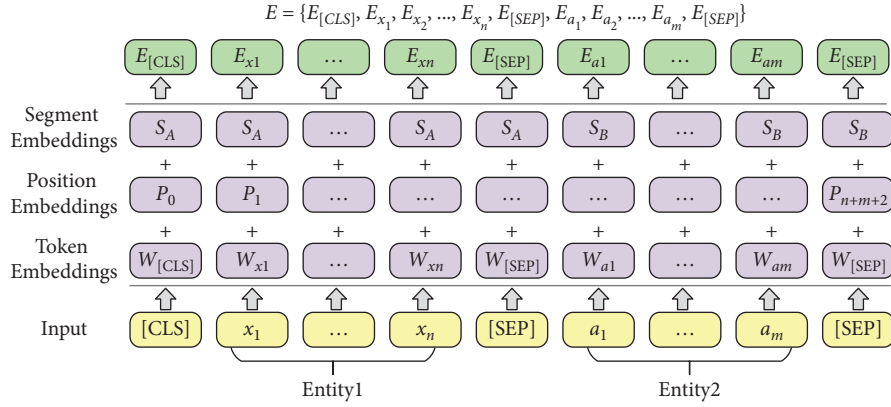 E = {E[CLS], Ex1, Ex2, ..., Exn, E[SEP], Ea1, Ea2, ..., Eam, E[SEP]}
E[CLS] Ex1 … Exn E[SEP] Ea1 … Eam E[SEP]
Segment Embeddings SA SA … SA SA SB … SB SB
+ + + + + + + + +
Position Embeddings P0 P1 … … … … … … Pn+m+2
+ + + + + + + + +
Token Embeddings W[CLS] Wx1 … Wxn W[SEP] Wa1 … Wam W[SEP]
Input [CLS] x1 … xn [SEP] a1 … am [SEP]
Entity1 Entity2